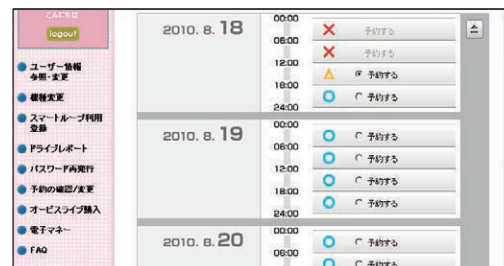 こんにちは
logout
ユーザー情報
参照・変更
機種変更
スマートループ利用
登録
ドライブレポート
パスワード再発行
予約の確認/変更
オービスライブ購入
電子マネー
FAQ
2010. 8. 18
00:00
06:00
12:00
18:00
24:00
予約する
予約する
予約する
予約する
2010. 8. 19
00:00
06:00
12:00
18:00
24:00
予約する
予約する
予約する
予約する
2010. 8. 20
00:00
06:00
予約する
予約する